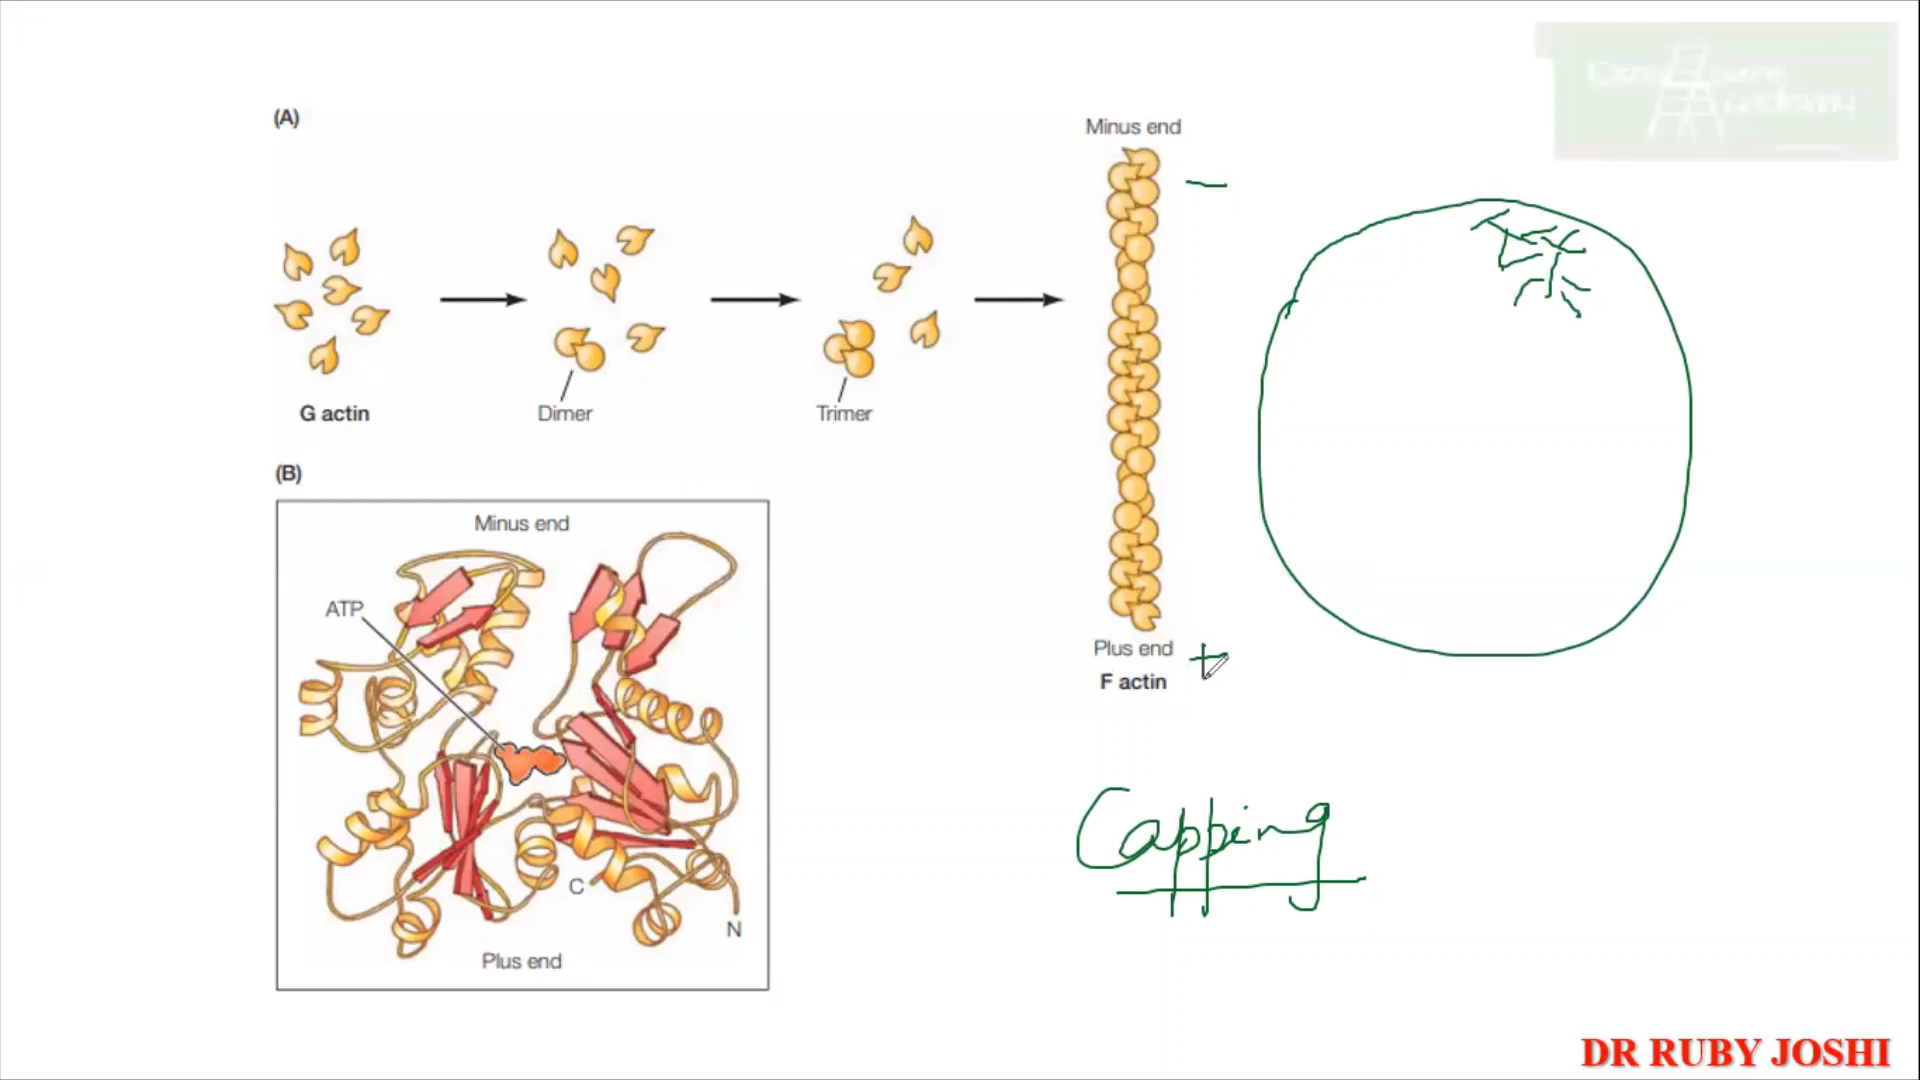 (A)
Minus end
−
G actin
Dimer
Trimer
(B)
Minus end
ATP
C
N
Plus end
Plus end
+
F actin
Capping
DR RUBY JOSHI